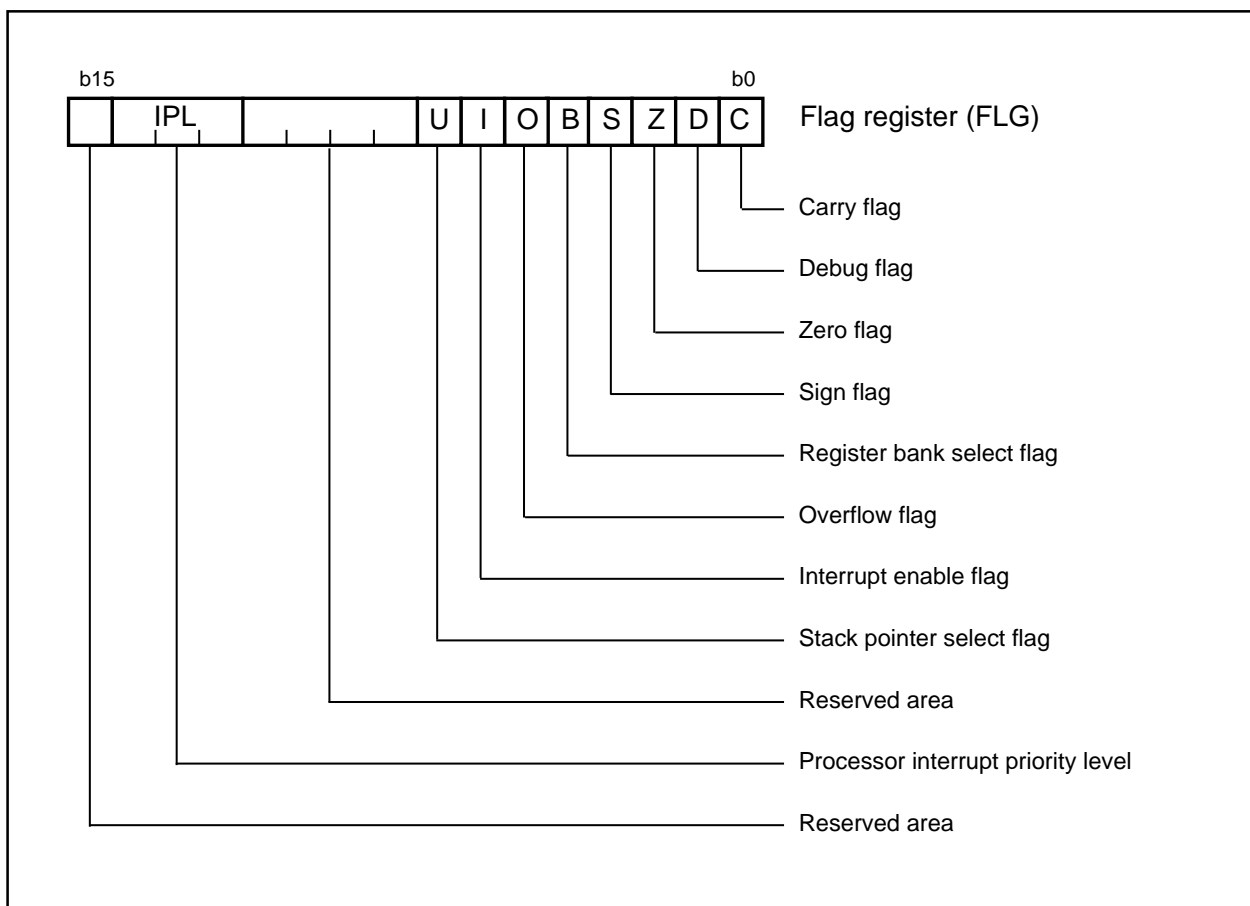 b15 b0
IPL U I O B S Z D C Flag register (FLG)
Carry flag
Debug flag
Zero flag
Sign flag
Register bank select flag
Overflow flag
Interrupt enable flag
Stack pointer select flag
Reserved area
Processor interrupt priority level
Reserved area